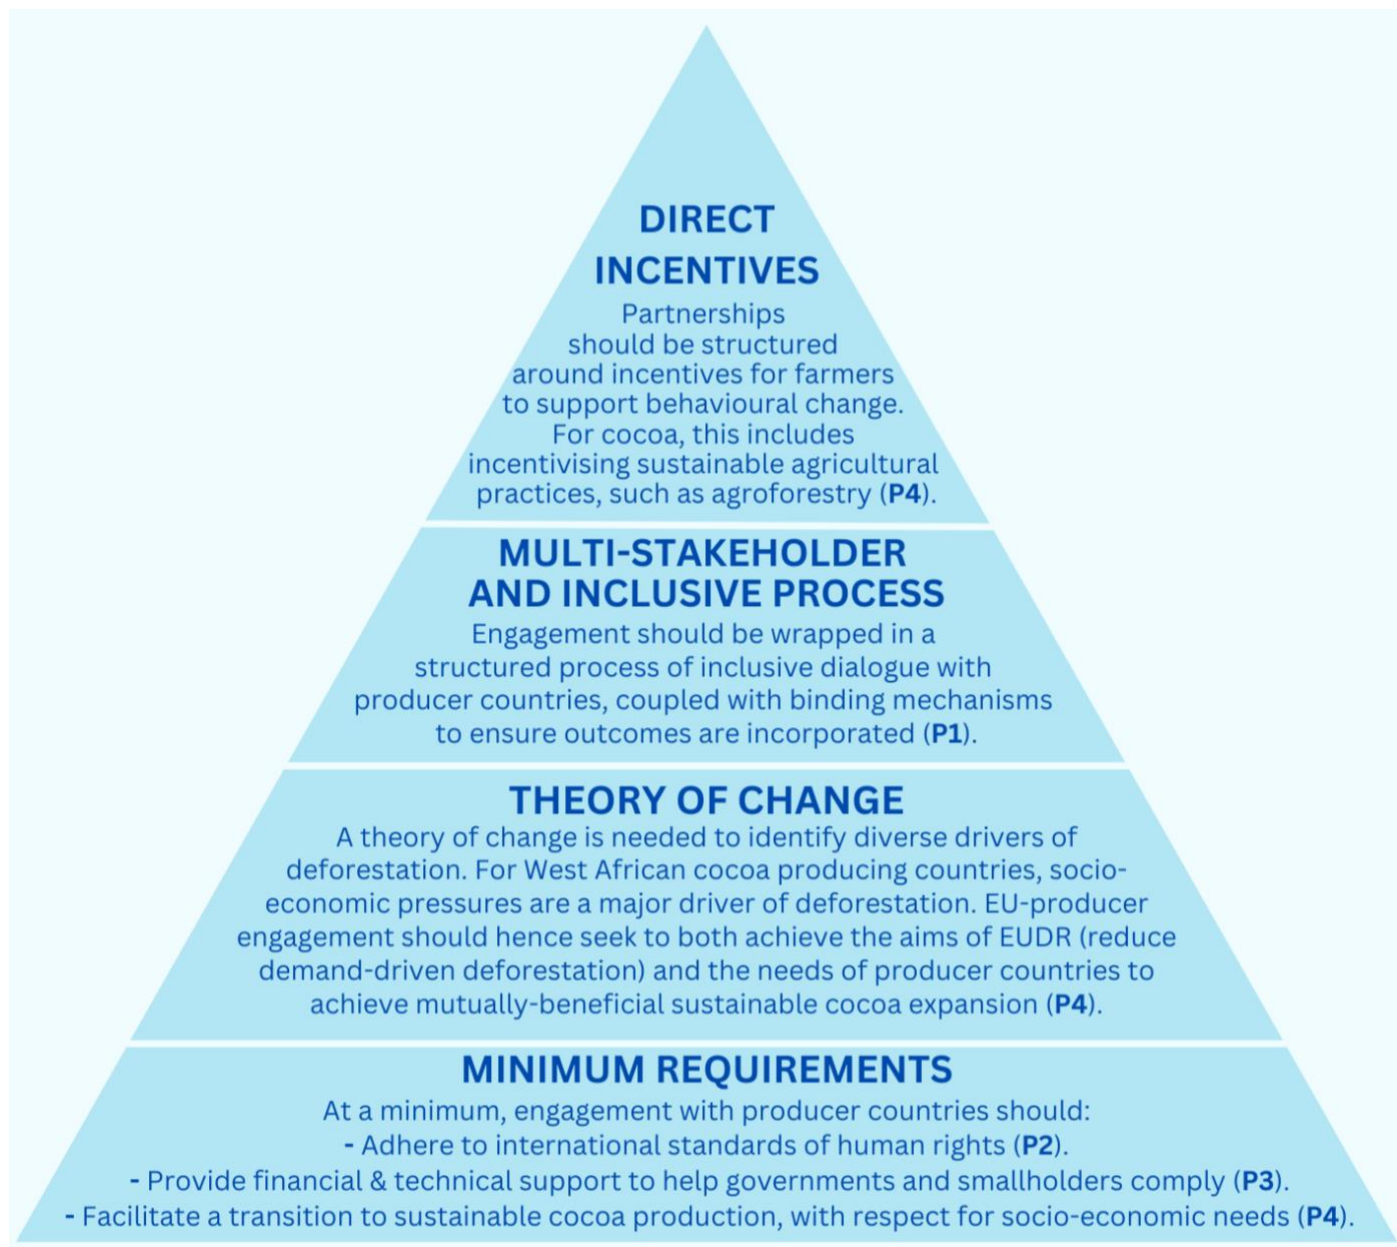 DIRECT
INCENTIVES
Partnerships
should be structured
around incentives for farmers
to support behavioural change.
For cocoa, this includes
incentivising sustainable agricultural
practices, such as agroforestry (P4).
MULTI-STAKEHOLDER
AND INCLUSIVE PROCESS
Engagement should be wrapped in a
structured process of inclusive dialogue with
producer countries, coupled with binding mechanisms
to ensure outcomes are incorporated (P1).
THEORY OF CHANGE
A theory of change is needed to identify diverse drivers of
deforestation. For West African cocoa producing countries, socio-
economic pressures are a major driver of deforestation. EU-producer
engagement should hence seek to both achieve the aims of EUDR (reduce
demand-driven deforestation) and the needs of producer countries to
achieve mutually-beneficial sustainable cocoa expansion (P4).
MINIMUM REQUIREMENTS
At a minimum, engagement with producer countries should:
- Adhere to international standards of human rights (P2).
- Provide financial & technical support to help governments and smallholders comply (P3).
- Facilitate a transition to sustainable cocoa production, with respect for socio-economic needs (P4).